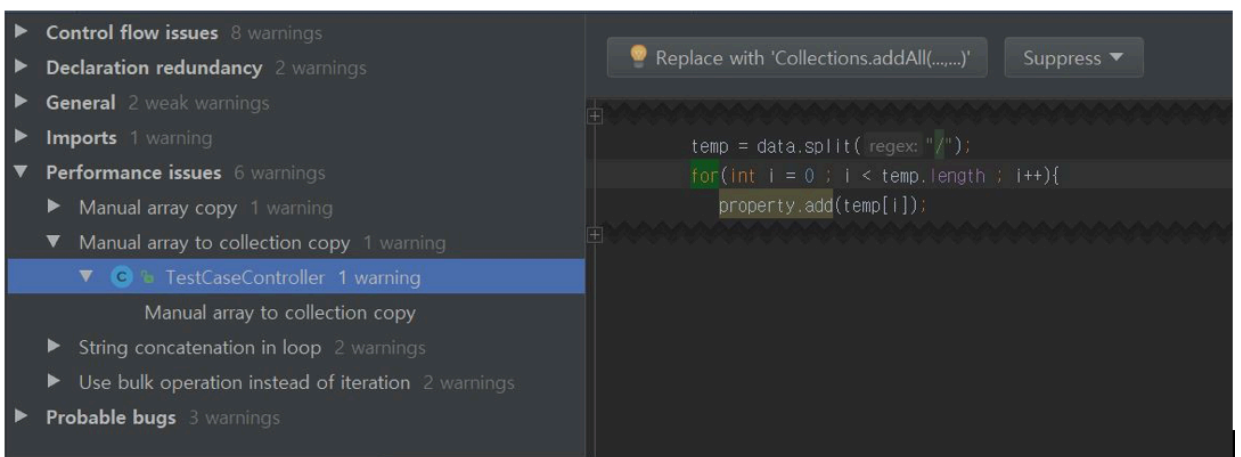 Control flow issues 8 warnings
Declaration redundancy 2 warnings
General 2 weak warnings
Imports 1 warning
Performance issues 6 warnings
Manual array copy 1 warning
Manual array to collection copy 1 warning
C TestCaseController 1 warning
Manual array to collection copy
String concatenation in loop 2 warnings
Use bulk operation instead of iteration 2 warnings
Probable bugs 3 warnings
Replace with 'Collections.addAll(...,...)' Suppress
temp = data.split( regex: "/");
for(int i = 0 ; i < temp.length ; i++){
property.add(temp[i]);